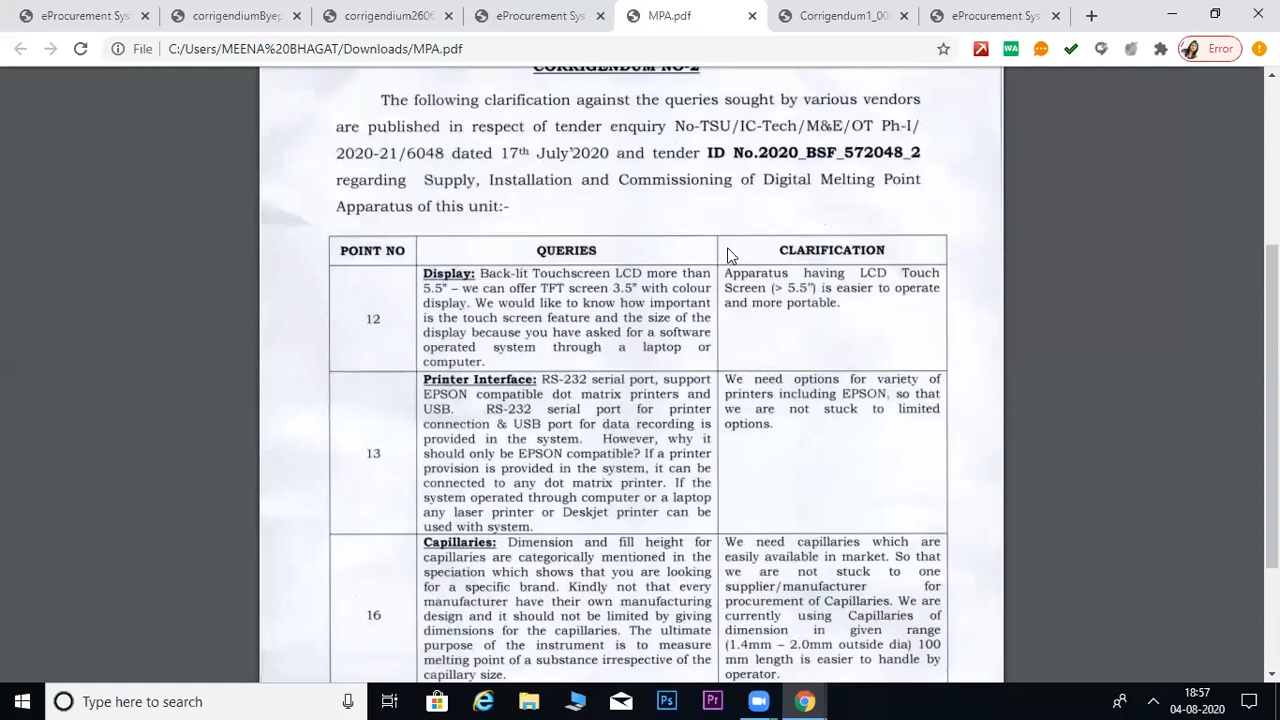 eProcurement Sys
corrigendumByep
corrigendum2606
eProcurement Sys
MPA.pdf
Corrigendum1_00
eProcurement Sys
File
C:/Users/MEENA%20BHAGAT/Downloads/MPA.pdf
WA
Error
CORRIGENDUM NO-2
The following clarification against the queries sought by various vendors
are published in respect of tender enquiry No-TSU/IC-Tech/M&E/OT Ph-I/
2020-21/6048 dated 17th July'2020 and tender ID No.2020_BSF_572048_2
regarding Supply, Installation and Commissioning of Digital Melting Point
Apparatus of this unit:-
POINT NO
QUERIES
CLARIFICATION
12
Display: Back-lit Touchscreen LCD more than
5.5" – we can offer TFT screen 3.5" with colour
display. We would like to know how important
is the touch screen feature and the size of the
display because you have asked for a software
operated system through a laptop or
computer.
Apparatus having LCD Touch
Screen (> 5.5") is easier to operate
and more portable.
13
Printer Interface: RS-232 serial port, support
EPSON compatible dot matrix printers and
USB. RS-232 serial port for printer
connection & USB port for data recording is
provided in the system. However, why it
should only be EPSON compatible? If a printer
provision is provided in the system, it can be
connected to any dot matrix printer. If the
system operated through computer or a laptop
any laser printer or Deskjet printer can be
used with system.
We need options for variety of
printers including EPSON, so that
we are not stuck to limited
options.
16
Capillaries: Dimension and fill height for
capillaries are categorically mentioned in the
speciation which shows that you are looking
for a specific brand. Kindly not that every
manufacturer have their own manufacturing
design and it should not be limited by giving
dimensions for the capillaries. The ultimate
purpose of the instrument is to measure
melting point of a substance irrespective of the
capillary size.
We need capillaries which are
easily available in market. So that
we are not stuck to one
supplier/manufacturer for
procurement of Capillaries. We are
currently using Capillaries of
dimension in given range
(1.4mm – 2.0mm outside dia) 100
mm length is easier to handle by
operator.
Type here to search
Ps
Pr
18:57
04-08-2020